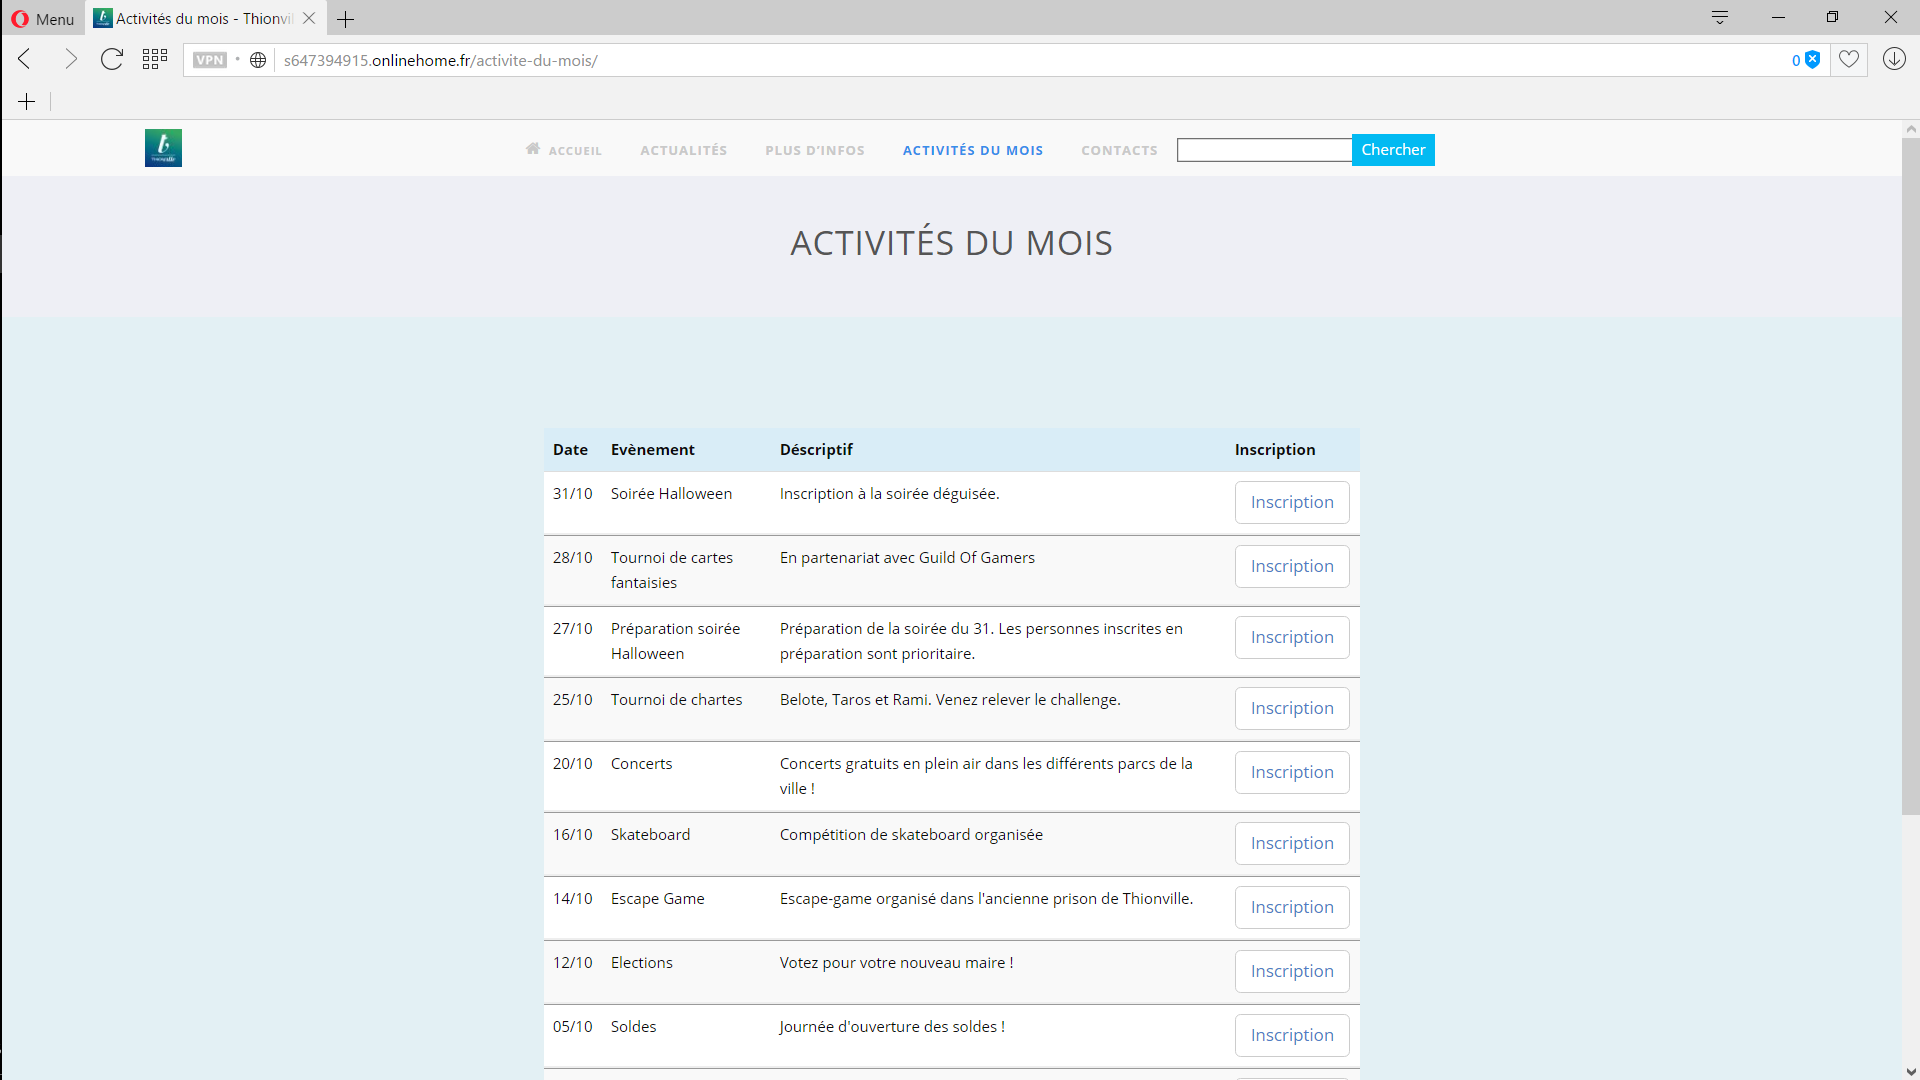 Menu
Activités du mois - Thionvil
VPN
s647394915.onlinehome.fr/activite-du-mois/
0
ACCUEIL
ACTUALITÉS
PLUS D'INFOS
ACTIVITÉS DU MOIS
CONTACTS
Chercher
ACTIVITÉS DU MOIS
Date Evènement Déscriptif Inscription
31/10 Soirée Halloween Inscription à la soirée déguisée. Inscription
28/10 Tournoi de cartes En partenariat avec Guild Of Gamers Inscription
fantaisies
27/10 Préparation soirée Préparation de la soirée du 31. Les personnes inscrites en Inscription
Halloween préparation sont prioritaire.
25/10 Tournoi de chartes Belote, Taros et Rami. Venez relever le challenge. Inscription
20/10 Concerts Concerts gratuits en plein air dans les différents parcs de la Inscription
ville !
16/10 Skateboard Compétition de skateboard organisée Inscription
14/10 Escape Game Escape-game organisé dans l'ancienne prison de Thionville. Inscription
12/10 Elections Votez pour votre nouveau maire ! Inscription
05/10 Soldes Journée d'ouverture des soldes ! Inscription